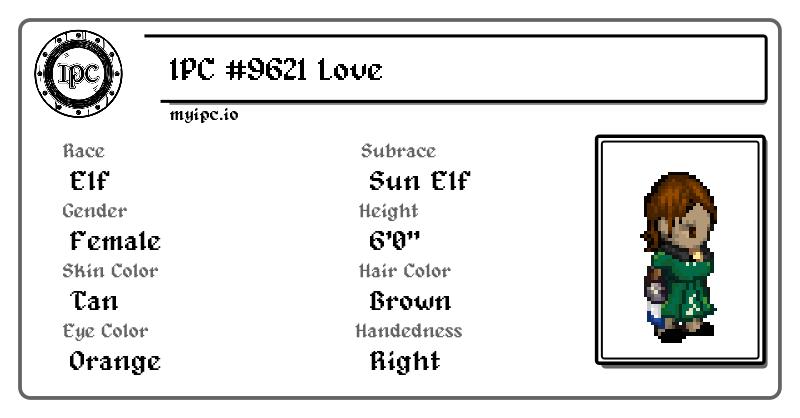 IPC
IPC #9621 Love
myipc.io
Race
Elf
Subrace
Sun Elf
Gender
Female
Height
6'0"
Skin Color
Tan
Hair Color
Brown
Eye Color
Orange
Handedness
Right